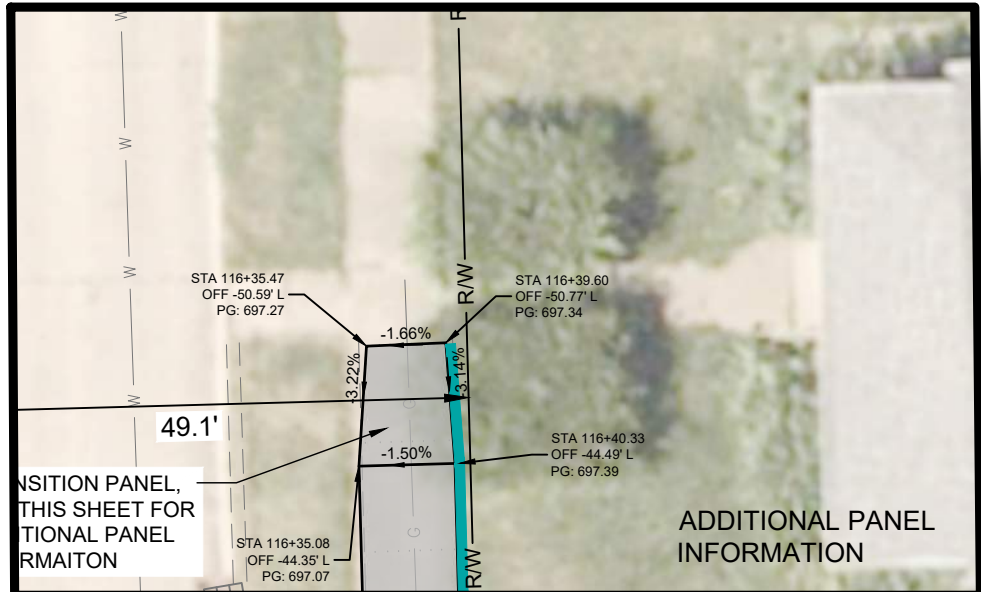 W
W
W
W
W
R
R/W
STA 116+35.47
OFF -50.59' L
PG: 697.27
STA 116+39.60
OFF -50.77' L
PG: 697.34
-1.66%
-3.22%
-3.14%
G
49.1'
-1.50%
STA 116+40.33
OFF -44.49' L
PG: 697.39
NSITION PANEL,
THIS SHEET FOR
ITIONAL PANEL
RMAITON
G
STA 116+35.08
OFF -44.35' L
PG: 697.07
R/W
ADDITIONAL PANEL
INFORMATION